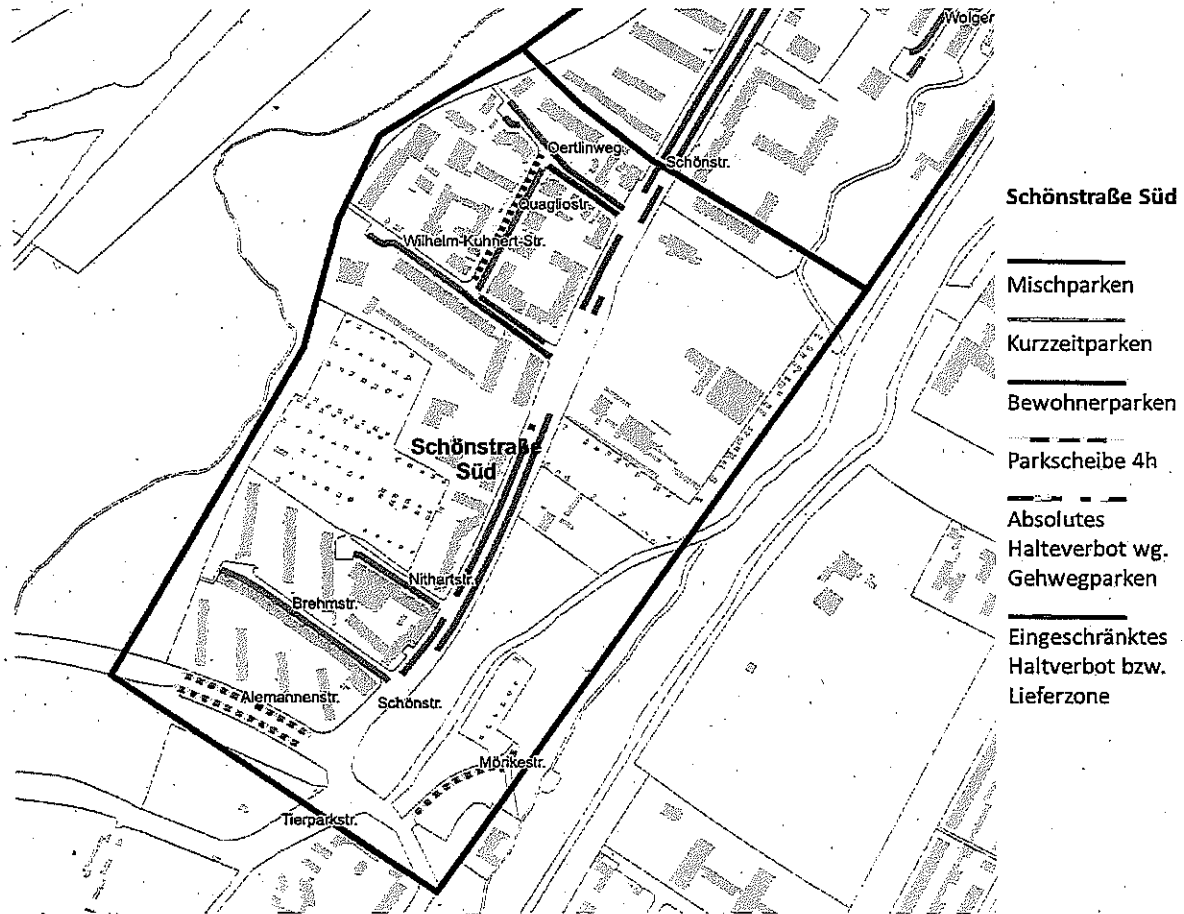 Wolger
Oertlinweg
Schönstr.
Quagliostr.
Wilhelm-Kuhnert-Str.
Schönstraße
Süd
Nithartstr.
Brehmstr.
Alemannenstr.
Schönstr.
Mörikestr.
Tierparkstr.
Schönstraße Süd
Mischparken
Kurzzeitparken
Bewohnerparken
Parkscheibe 4h
Absolutes
Halteverbot wg.
Gehwegparken
Eingeschränktes
Haltverbot bzw.
Lieferzone